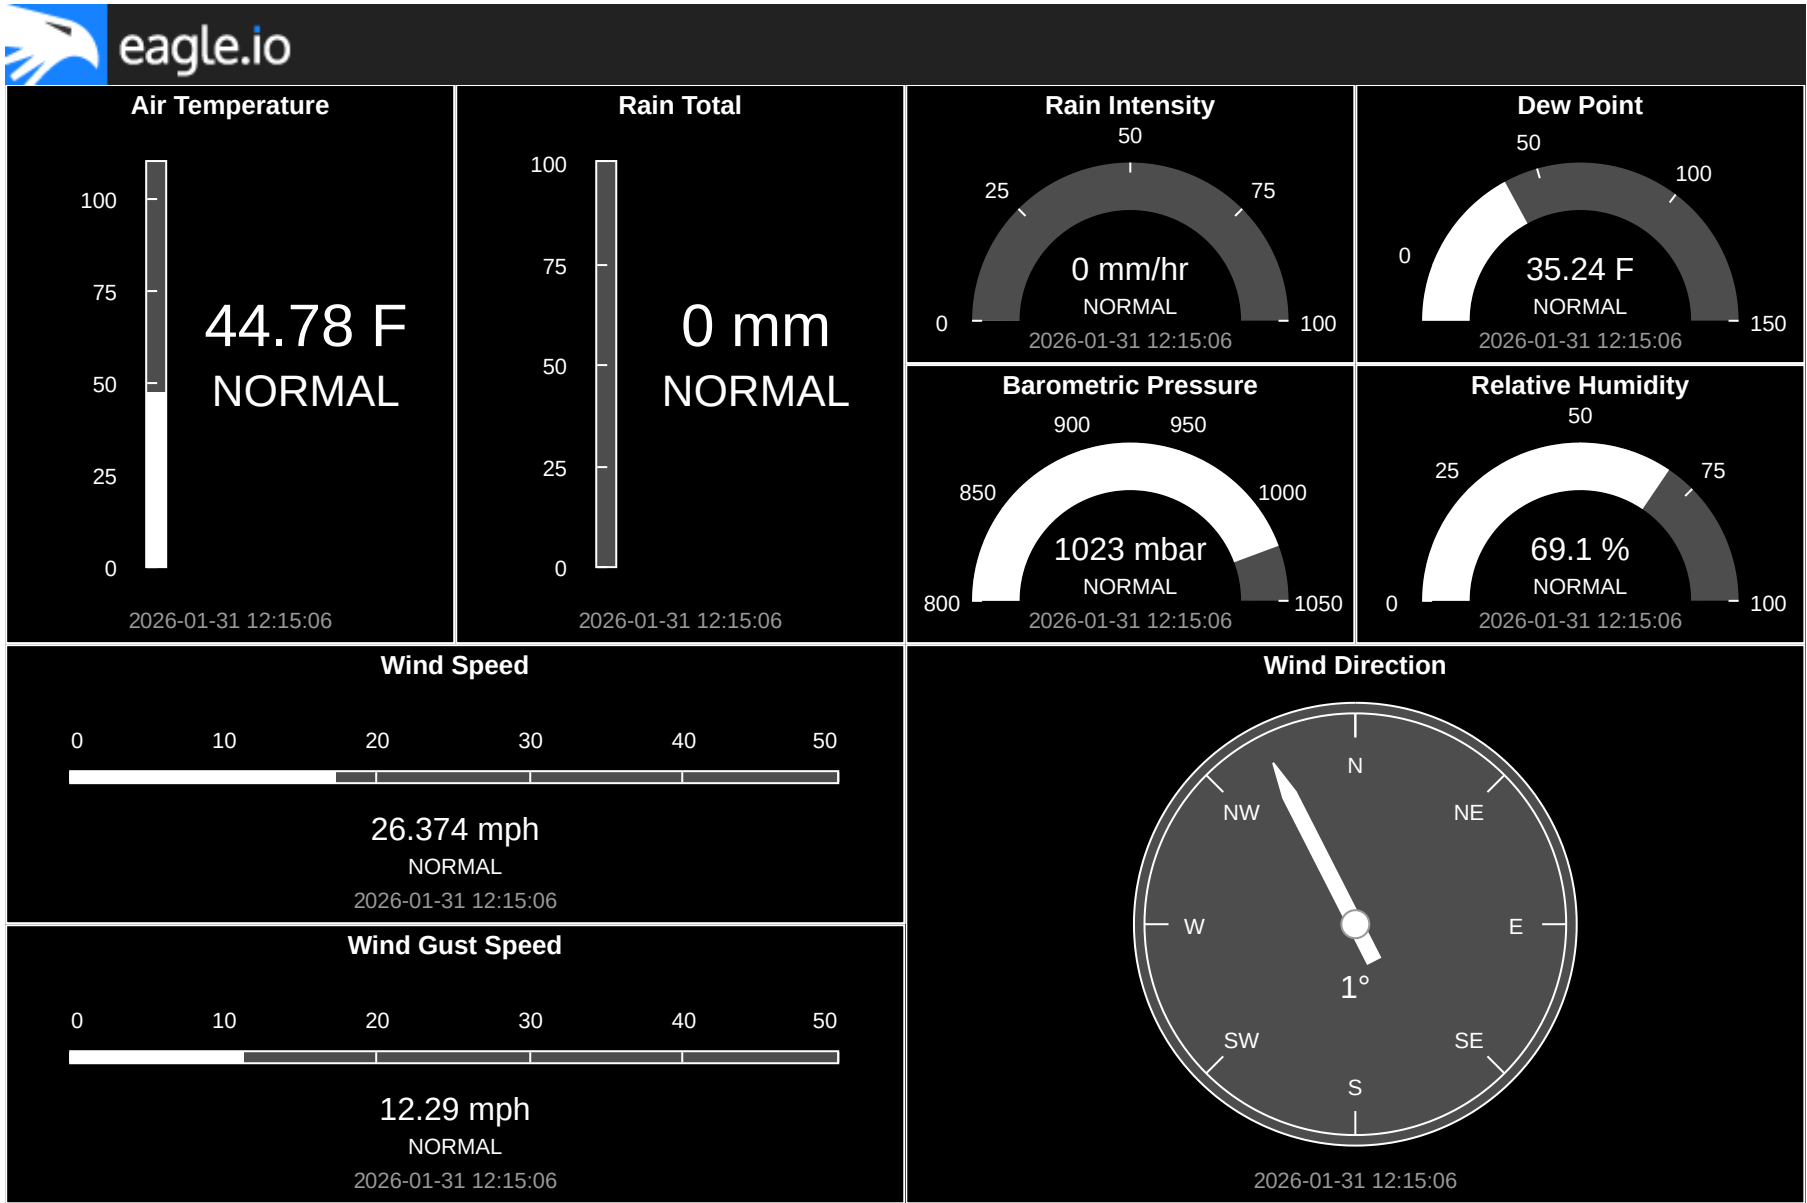 eagle.io
Air Temperature
100
75
50
25
0
44.78 F
NORMAL
2026-01-31 12:15:06
Rain Total
100
75
50
25
0
0 mm
NORMAL
2026-01-31 12:15:06
Rain Intensity
50
25
75
0
100
0 mm/hr
NORMAL
2026-01-31 12:15:06
Dew Point
50
100
0
150
35.24 F
NORMAL
2026-01-31 12:15:06
Barometric Pressure
900 950
850 1000
800 1050
1023 mbar
NORMAL
2026-01-31 12:15:06
Relative Humidity
50
25 75
0 100
69.1 %
NORMAL
2026-01-31 12:15:06
Wind Speed
0 10 20 30 40 50
26.374 mph
NORMAL
2026-01-31 12:15:06
Wind Gust Speed
0 10 20 30 40 50
12.29 mph
NORMAL
2026-01-31 12:15:06
Wind Direction
N
NW NE
W E
1°
SW SE
S
2026-01-31 12:15:06